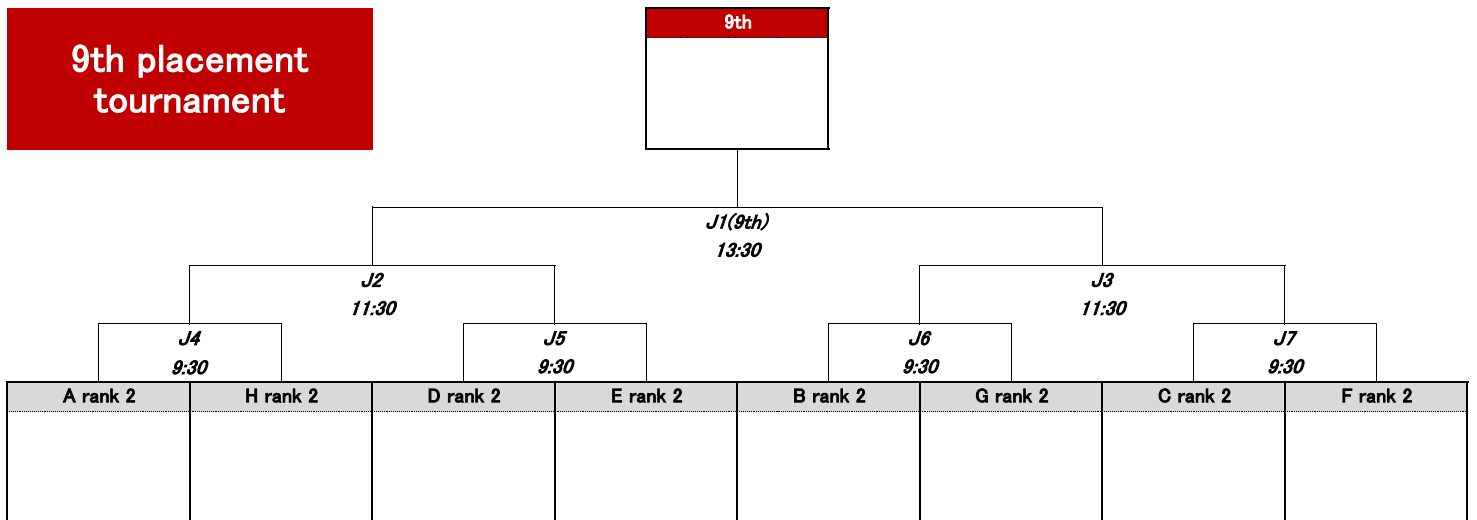 9th placement
tournament
9th
J1(9th)
13:30
J2
J3
11:30
11:30
J4
J5
J6
J7
9:30
9:30
9:30
9:30
A rank 2
H rank 2
D rank 2
E rank 2
B rank 2
G rank 2
C rank 2
F rank 2